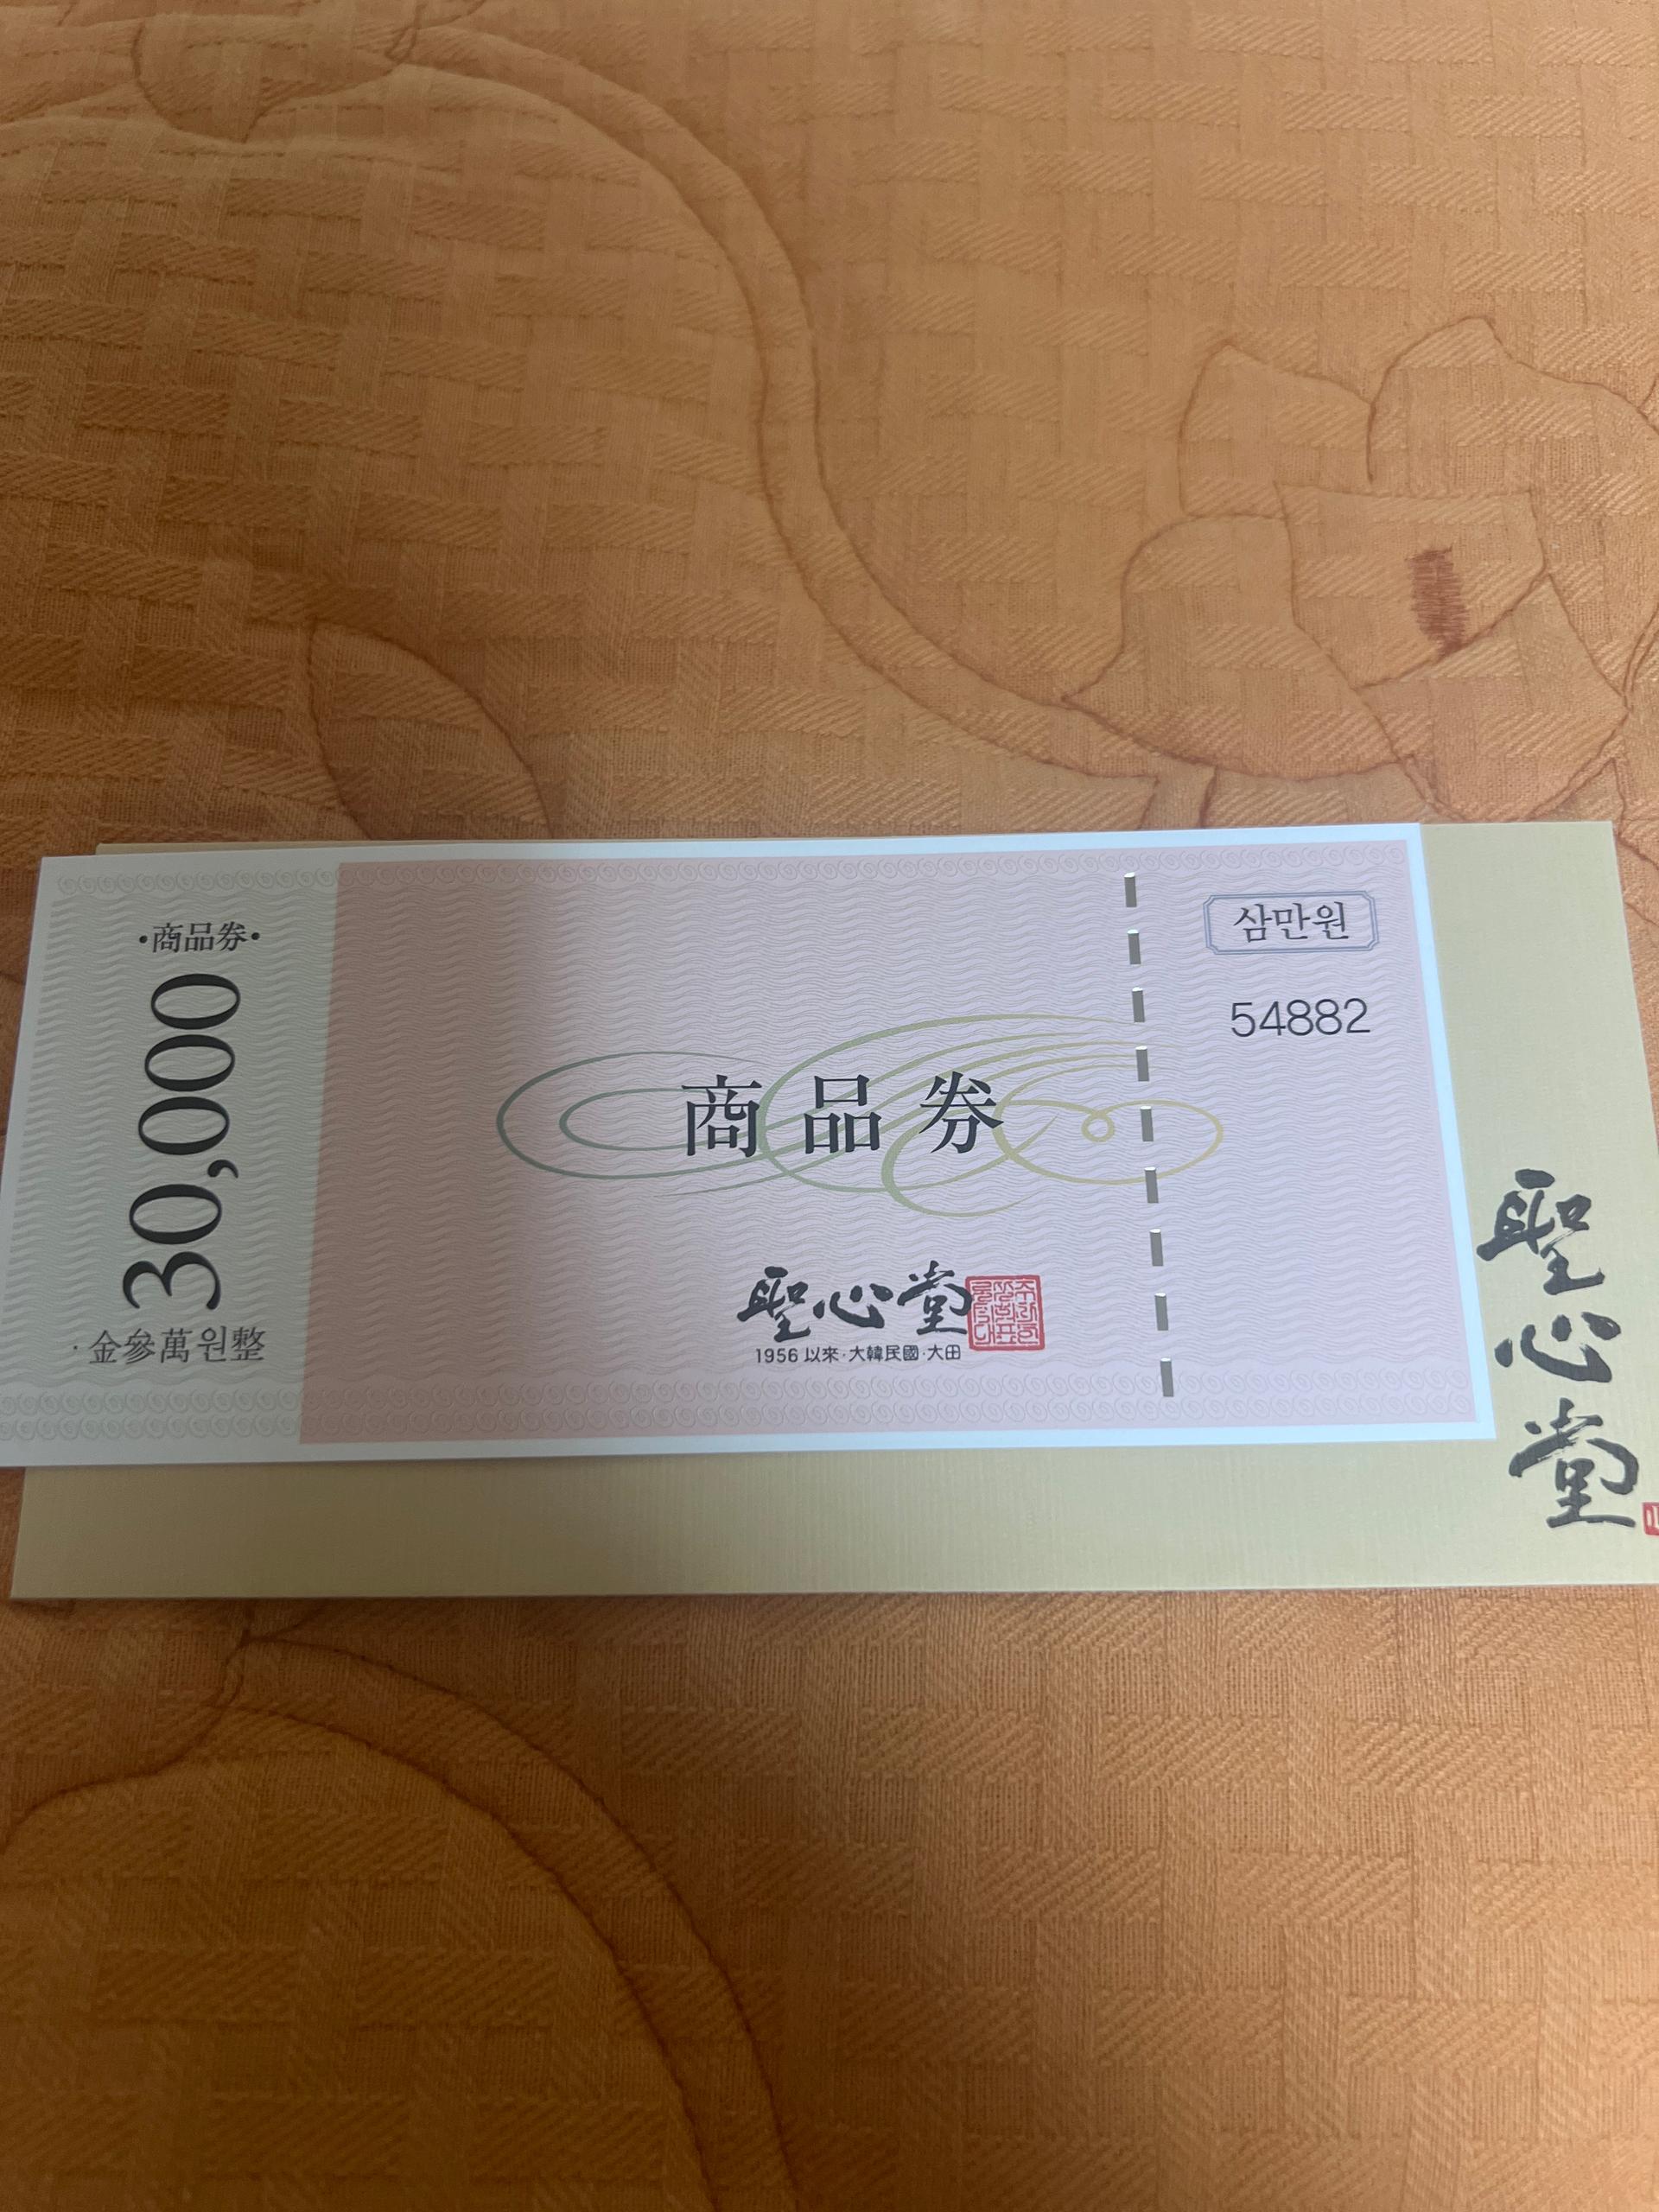 ·商品券·
30,000
·金參萬원整
商品券
聖心堂
1956 以來·大韓民國·大田
삼만원
54882
聖心堂